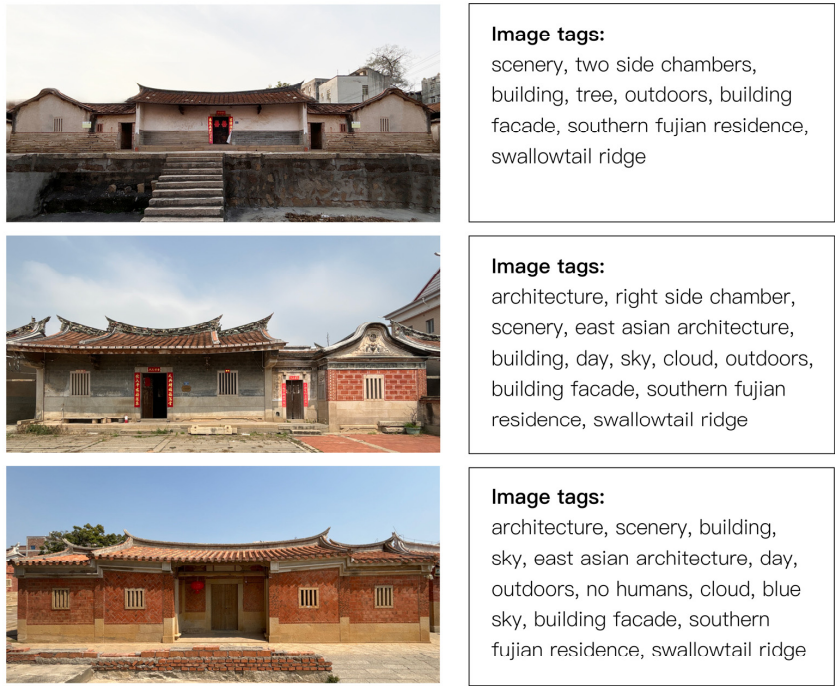 Image tags:
scenery, two side chambers,
building, tree, outdoors, building
facade, southern fujian residence,
swallowtail ridge
Image tags:
architecture, right side chamber,
scenery, east asian architecture,
building, day, sky, cloud, outdoors,
building facade, southern fujian
residence, swallowtail ridge
Image tags:
architecture, scenery, building,
sky, east asian architecture, day,
outdoors, no humans, cloud, blue
sky, building facade, southern
fujian residence, swallowtail ridge